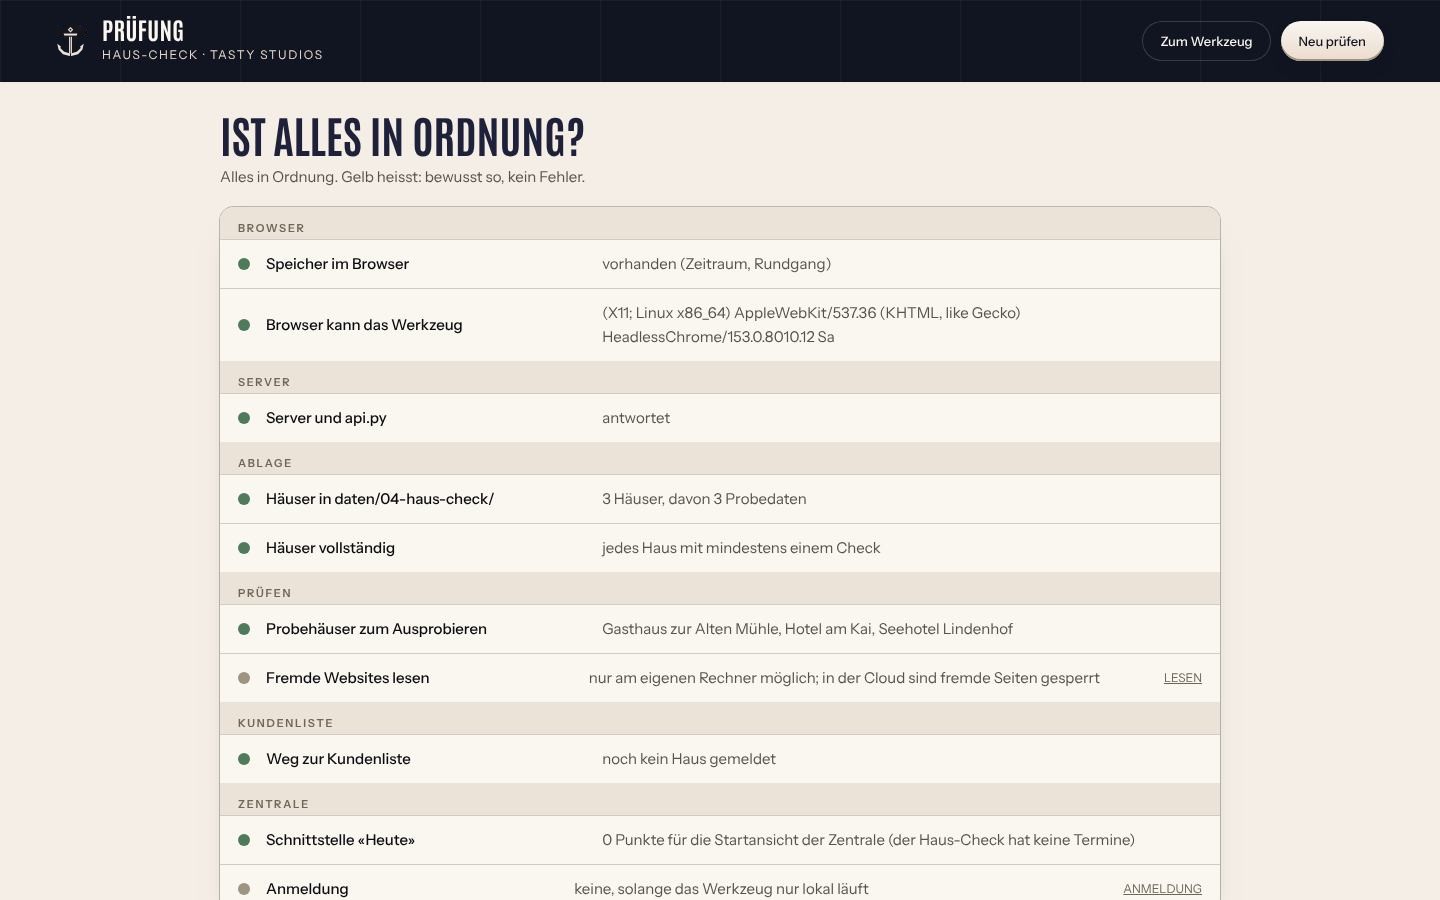 PRÜFUNG
HAUS-CHECK · TASTY STUDIOS
Zum Werkzeug
Neu prüfen
IST ALLES IN ORDNUNG?
Alles in Ordnung. Gelb heisst: bewusst so, kein Fehler.
BROWSER
Speicher im Browser
vorhanden (Zeitraum, Rundgang)
Browser kann das Werkzeug
(X11; Linux x86_64) AppleWebKit/537.36 (KHTML, like Gecko)
HeadlessChrome/153.0.8010.12 Sa
SERVER
Server und api.py
antwortet
ABLAGE
Häuser in daten/04-haus-check/
3 Häuser, davon 3 Probedaten
Häuser vollständig
jedes Haus mit mindestens einem Check
PRÜFEN
Probehäuser zum Ausprobieren
Gasthaus zur Alten Mühle, Hotel am Kai, Seehotel Lindenhof
Fremde Websites lesen
nur am eigenen Rechner möglich; in der Cloud sind fremde Seiten gesperrt
LESEN
KUNDENLISTE
Weg zur Kundenliste
noch kein Haus gemeldet
ZENTRALE
Schnittstelle «Heute»
0 Punkte für die Startansicht der Zentrale (der Haus-Check hat keine Termine)
Anmeldung
keine, solange das Werkzeug nur lokal läuft
ANMELDUNG